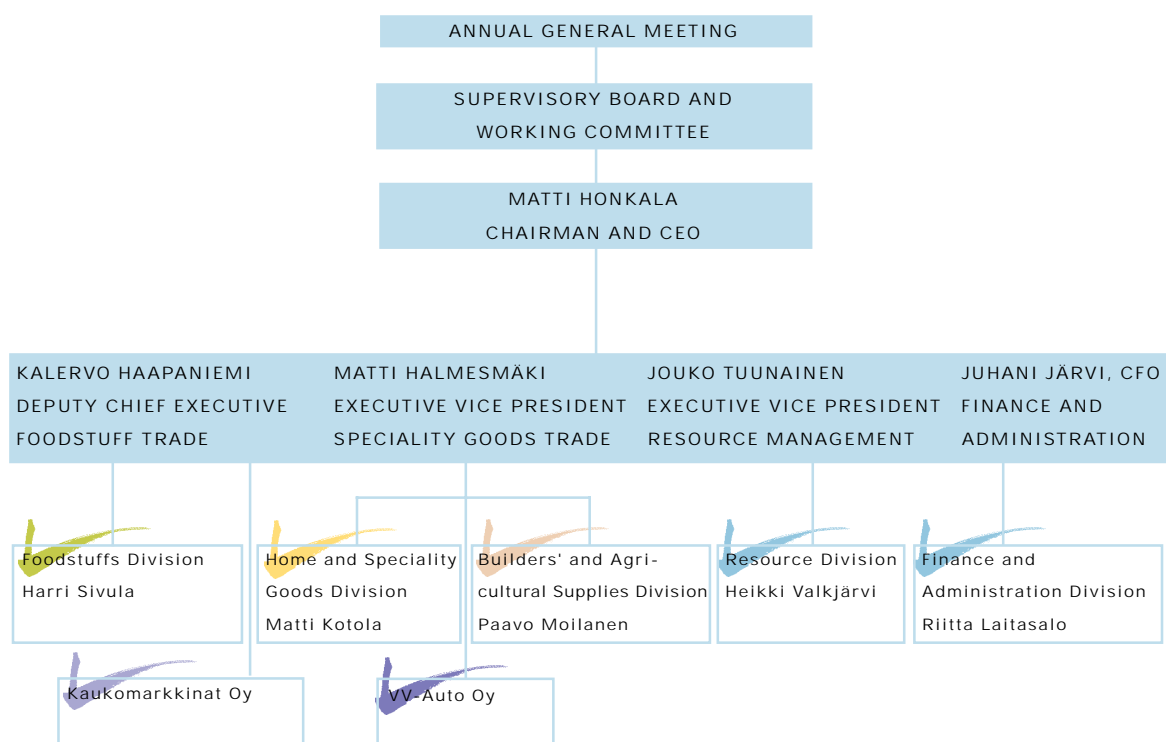 ANNUAL GENERAL MEETING
SUPERVISORY BOARD AND
WORKING COMMITTEE
MATTI HONKALA
CHAIRMAN AND CEO
KALERVO HAAPANIEMI
DEPUTY CHIEF EXECUTIVE
FOODSTUFF TRADE
MATTI HALMESMÄKI
EXECUTIVE VICE PRESIDENT
SPECIALITY GOODS TRADE
JOUKO TUUNAINEN
EXECUTIVE VICE PRESIDENT
RESOURCE MANAGEMENT
JUHANI JÄRVI, CFO
FINANCE AND
ADMINISTRATION
Foodstuffs Division
Harri Sivula
Home and Speciality
Goods Division
Matti Kotola
Builders' and Agri-
cultural Supplies Division
Paavo Moilanen
Resource Division
Heikki Valkjärvi
Finance and
Administration Division
Riitta Laitasalo
Kaukomarkkinat Oy
VV-Auto Oy